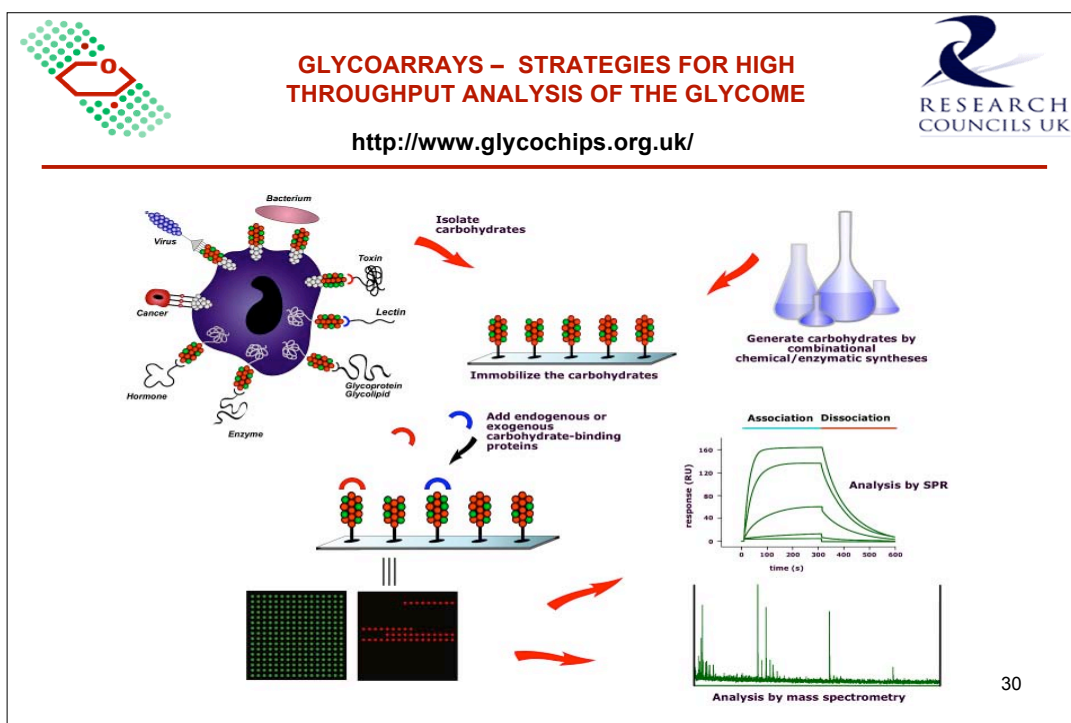 GLYCOARRAYS – STRATEGIES FOR HIGH
THROUGHPUT ANALYSIS OF THE GLYCOME
http://www.glycochips.org.uk/
O
RESEARCH
COUNCILS UK
Bacterium
Virus
Toxin
Cancer
Lectin
Hormone
Glycoprotein
Glycolipid
Enzyme
Isolate
carbohydrates
Immobilize the carbohydrates
Generate carbohydrates by
combinational
chemical/enzymatic syntheses
Add endogenous or
exogenous
carbohydrate-binding
proteins
Association Dissociation
Analysis by SPR
response (RU)
160
120
80
40
0
0 100 200 300 400 500 600
time (s)
Analysis by mass spectrometry
30